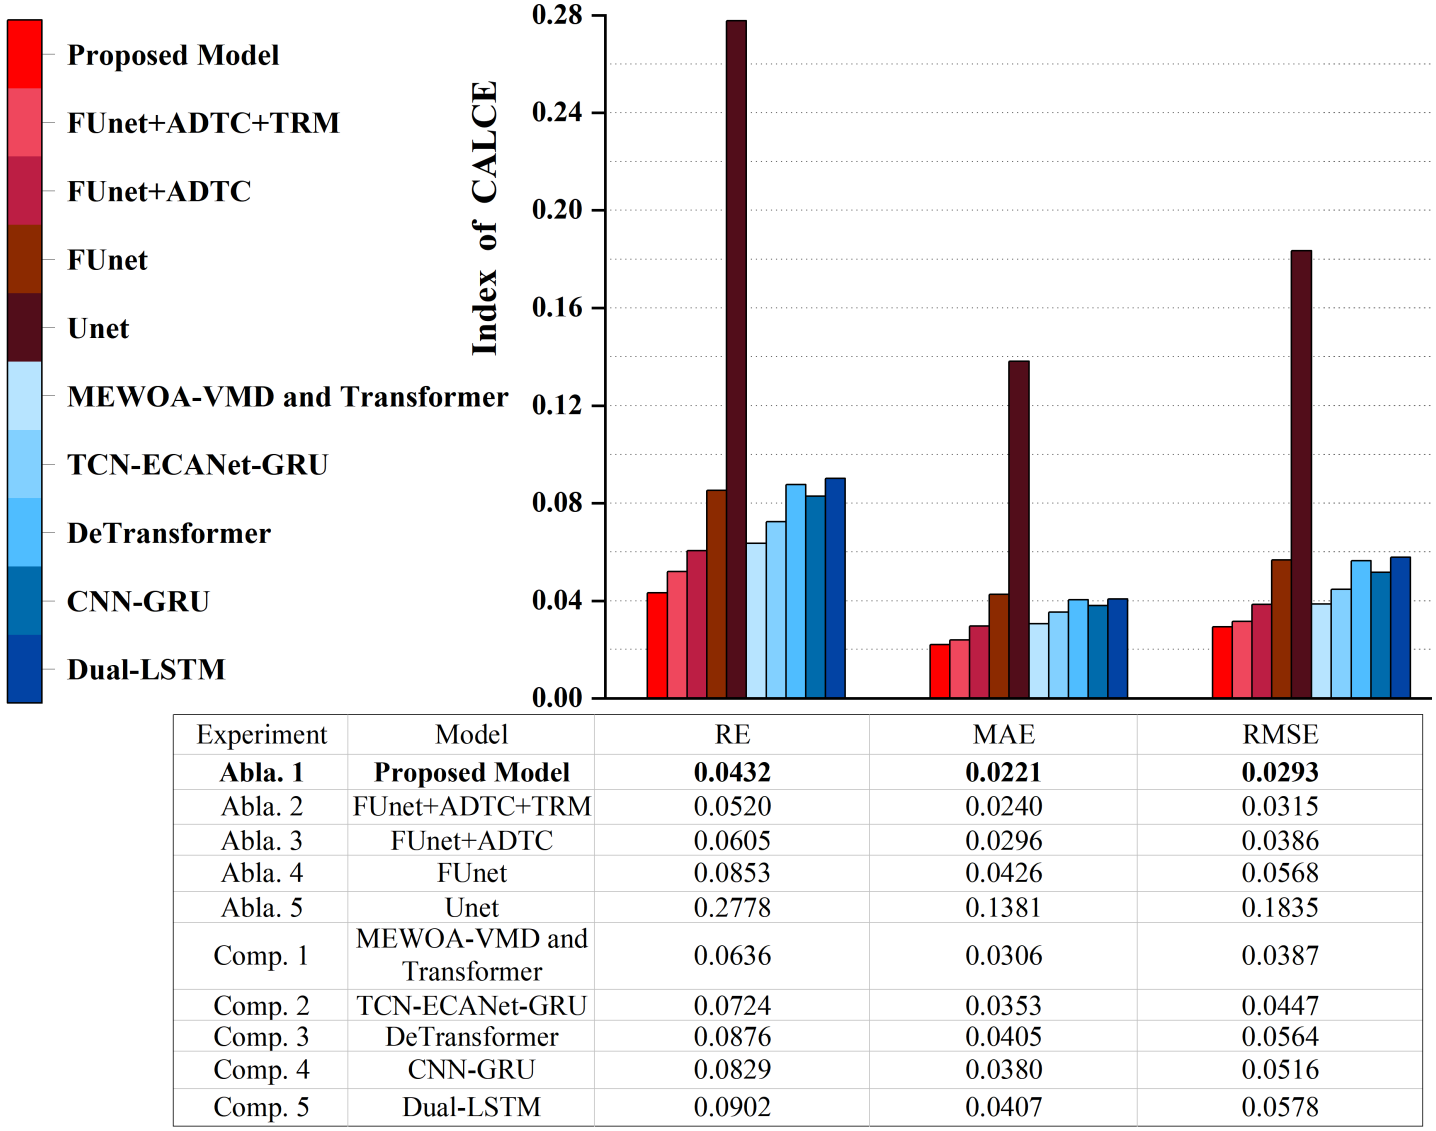 Proposed Model
FUnet+ADTC+TRM
FUnet+ADTC
FUnet
Unet
MEWOA-VMD and Transformer
TCN-ECANet-GRU
DeTransformer
CNN-GRU
Dual-LSTM
Index of CALCE
0.28
0.24
0.20
0.16
0.12
0.08
0.04
0.00
Experiment Model RE MAE RMSE
Abla. 1 Proposed Model 0.0432 0.0221 0.0293
Abla. 2 FUnet+ADTC+TRM 0.0520 0.0240 0.0315
Abla. 3 FUnet+ADTC 0.0605 0.0296 0.0386
Abla. 4 FUnet 0.0853 0.0426 0.0568
Abla. 5 Unet 0.2778 0.1381 0.1835
Comp. 1 MEWOA-VMD and
Transformer 0.0636 0.0306 0.0387
Comp. 2 TCN-ECANet-GRU 0.0724 0.0353 0.0447
Comp. 3 DeTransformer 0.0876 0.0405 0.0564
Comp. 4 CNN-GRU 0.0829 0.0380 0.0516
Comp. 5 Dual-LSTM 0.0902 0.0407 0.0578